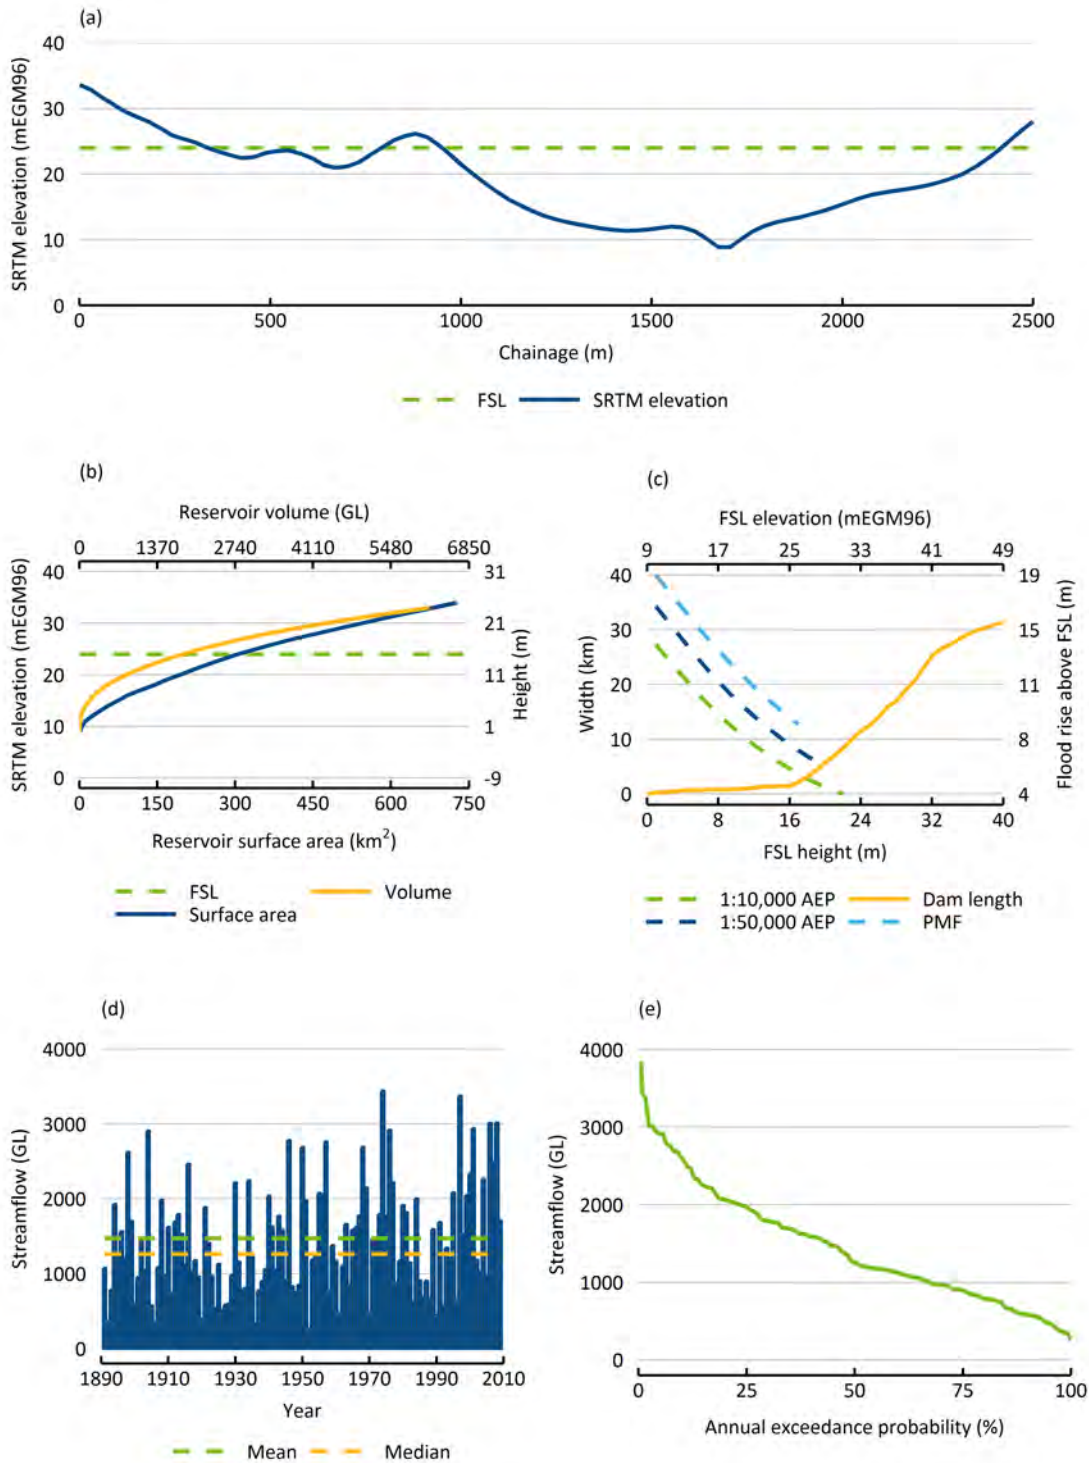 (a)
SRTM elevation (mEGM96)
40
30
20
10
0
0 500 1000 1500 2000 2500
Chainage (m)
FSL SRTM elevation
(b)
Reservoir volume (GL)
0 1370 2740 4110 5480 6850
SRTM elevation (mEGM96)
40 31
30 21
20 11
10 1
0 -9
Height (m)
0 150 300 450 600 750
Reservoir surface area (km²)
FSL Volume
Surface area
(c)
FSL elevation (mEGM96)
9 17 25 33 41 49
Width (km)
40 19
30 15
20 11
10 8
0 4
Flood rise above FSL (m)
0 8 16 24 32 40
FSL height (m)
1:10,000 AEP Dam length
1:50,000 AEP PMF
(d)
Streamflow (GL)
4000
3000
2000
1000
0
1890 1910 1930 1950 1970 1990 2010
Year
Mean Median
(e)
Streamflow (GL)
4000
3000
2000
1000
0
0 25 50 75 100
Annual exceedance probability (%)